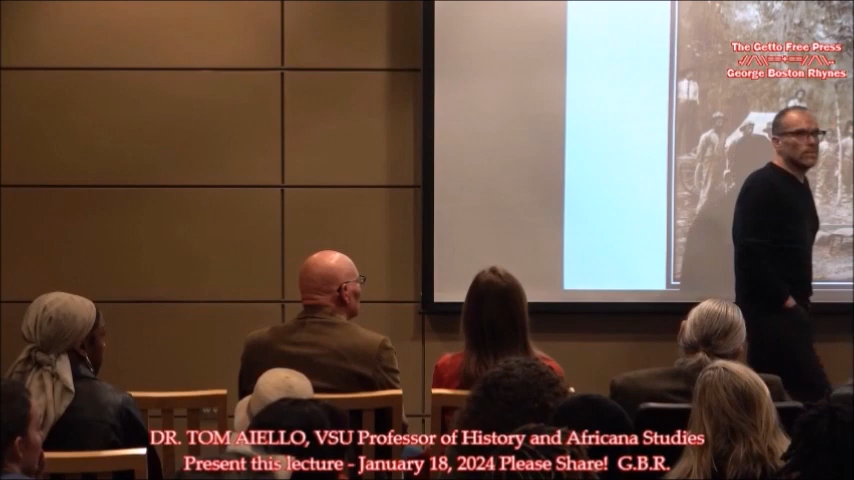 The Getto Free Press
George Boston Rhynes
DR. TOM AIELLO, VSU Professor of History and Africana Studies
Present this lecture - January 18, 2024 Please Share! G.B.R.